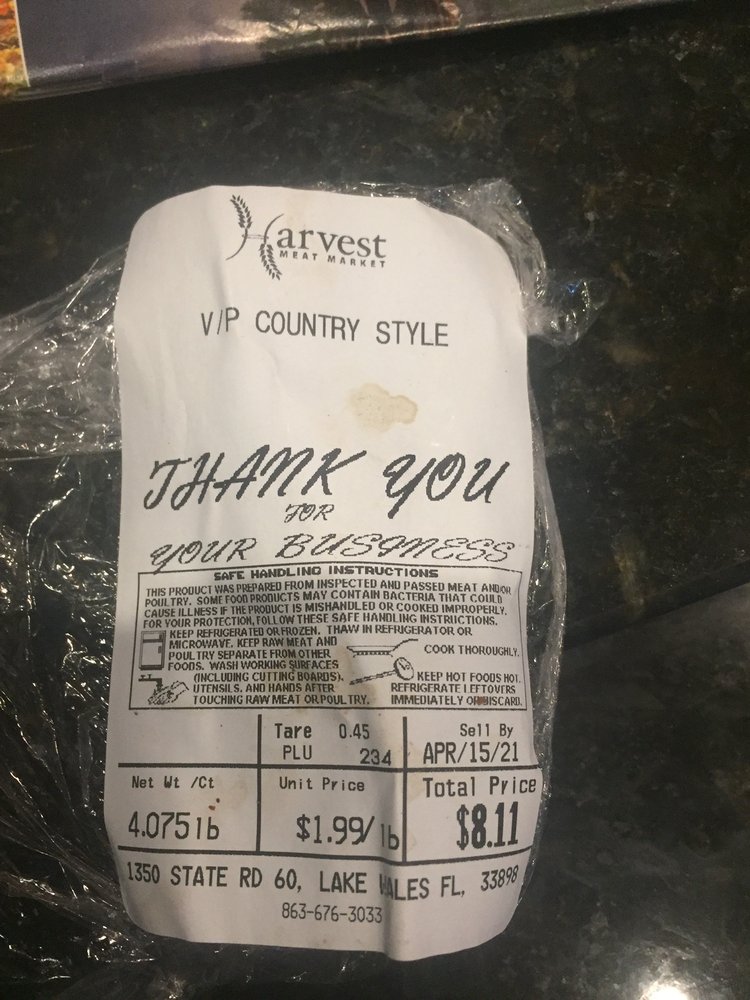 Harvest
MEAT MARKET
V/P COUNTRY STYLE
THANK YOU
FOR
YOUR BUSINESS
SAFE HANDLING INSTRUCTIONS
THIS PRODUCT WAS PREPARED FROM INSPECTED AND PASSED MEAT AND/OR
POULTRY. SOME FOOD PRODUCTS MAY CONTAIN BACTERIA THAT COULD
CAUSE ILLNESS IF THE PRODUCT IS MISHANDLED OR COOKED IMPROPERLY.
FOR YOUR PROTECTION, FOLLOW THESE SAFE HANDLING INSTRUCTIONS.
KEEP REFRIGERATED OR FROZEN. THAW IN REFRIGERATOR OR
MICROWAVE. KEEP RAW MEAT AND
POULTRY SEPARATE FROM OTHER
FOODS. WASH WORKING SURFACES
(INCLUDING CUTTING BOARDS),
UTENSILS, AND HANDS AFTER
TOUCHING RAW MEAT OR POULTRY.
COOK THOROUGHLY.
KEEP HOT FOODS HOT.
REFRIGERATE LEFTOVERS
IMMEDIATELY OR DISCARD.
Tare 0.45
PLU 234
Sell By
APR/15/21
Net Wt /Ct
4.075 lb
Unit Price
$1.99/ lb
Total Price
$8.11
1350 STATE RD 60, LAKE WALES FL, 33898
863-676-3033